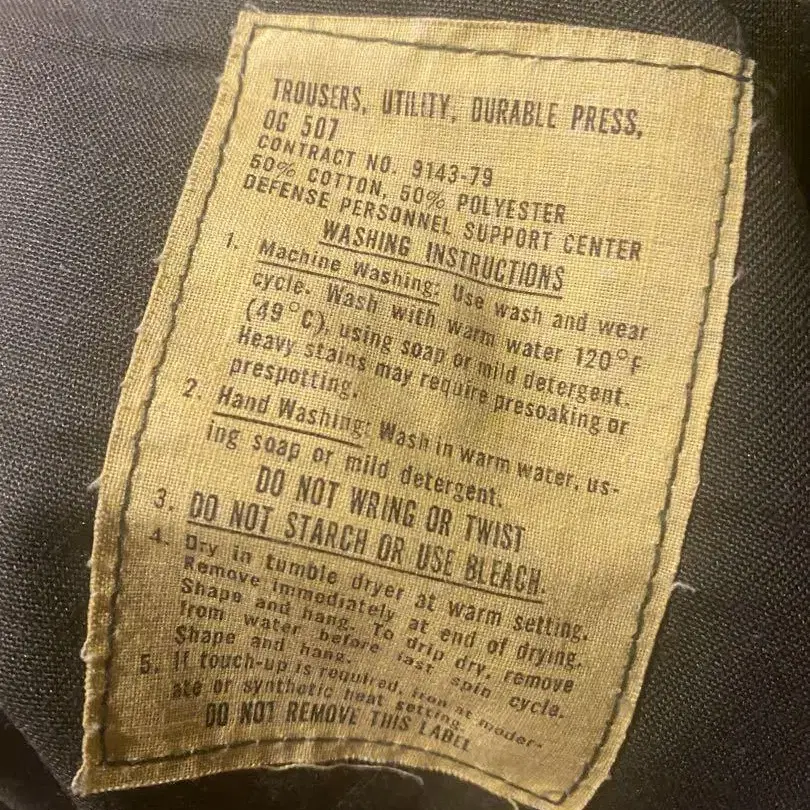 TROUSERS, UTILITY, DURABLE PRESS,
OG 507
CONTRACT NO. 9143-79
50% COTTON, 50% POLYESTER
DEFENSE PERSONNEL SUPPORT CENTER
WASHING INSTRUCTIONS
1. Machine Washing: Use wash and wear
cycle. Wash with warm water 120°F
(49°C), using soap or mild detergent.
Heavy stains may require presoaking or
prespotting.
2. Hand Washing: Wash in warm water, us-
ing soap or mild detergent.
DO NOT WRING OR TWIST
3. DO NOT STARCH OR USE BLEACH.
4. Dry in tumble dryer at warm setting.
Remove immediately at end of drying.
Shape and hang. To drip dry, remove
from water before last spin cycle.
Shape and hang.
5. If touch-up is required, iron at moder-
ate or synthetic heat setting.
DO NOT REMOVE THIS LABEL